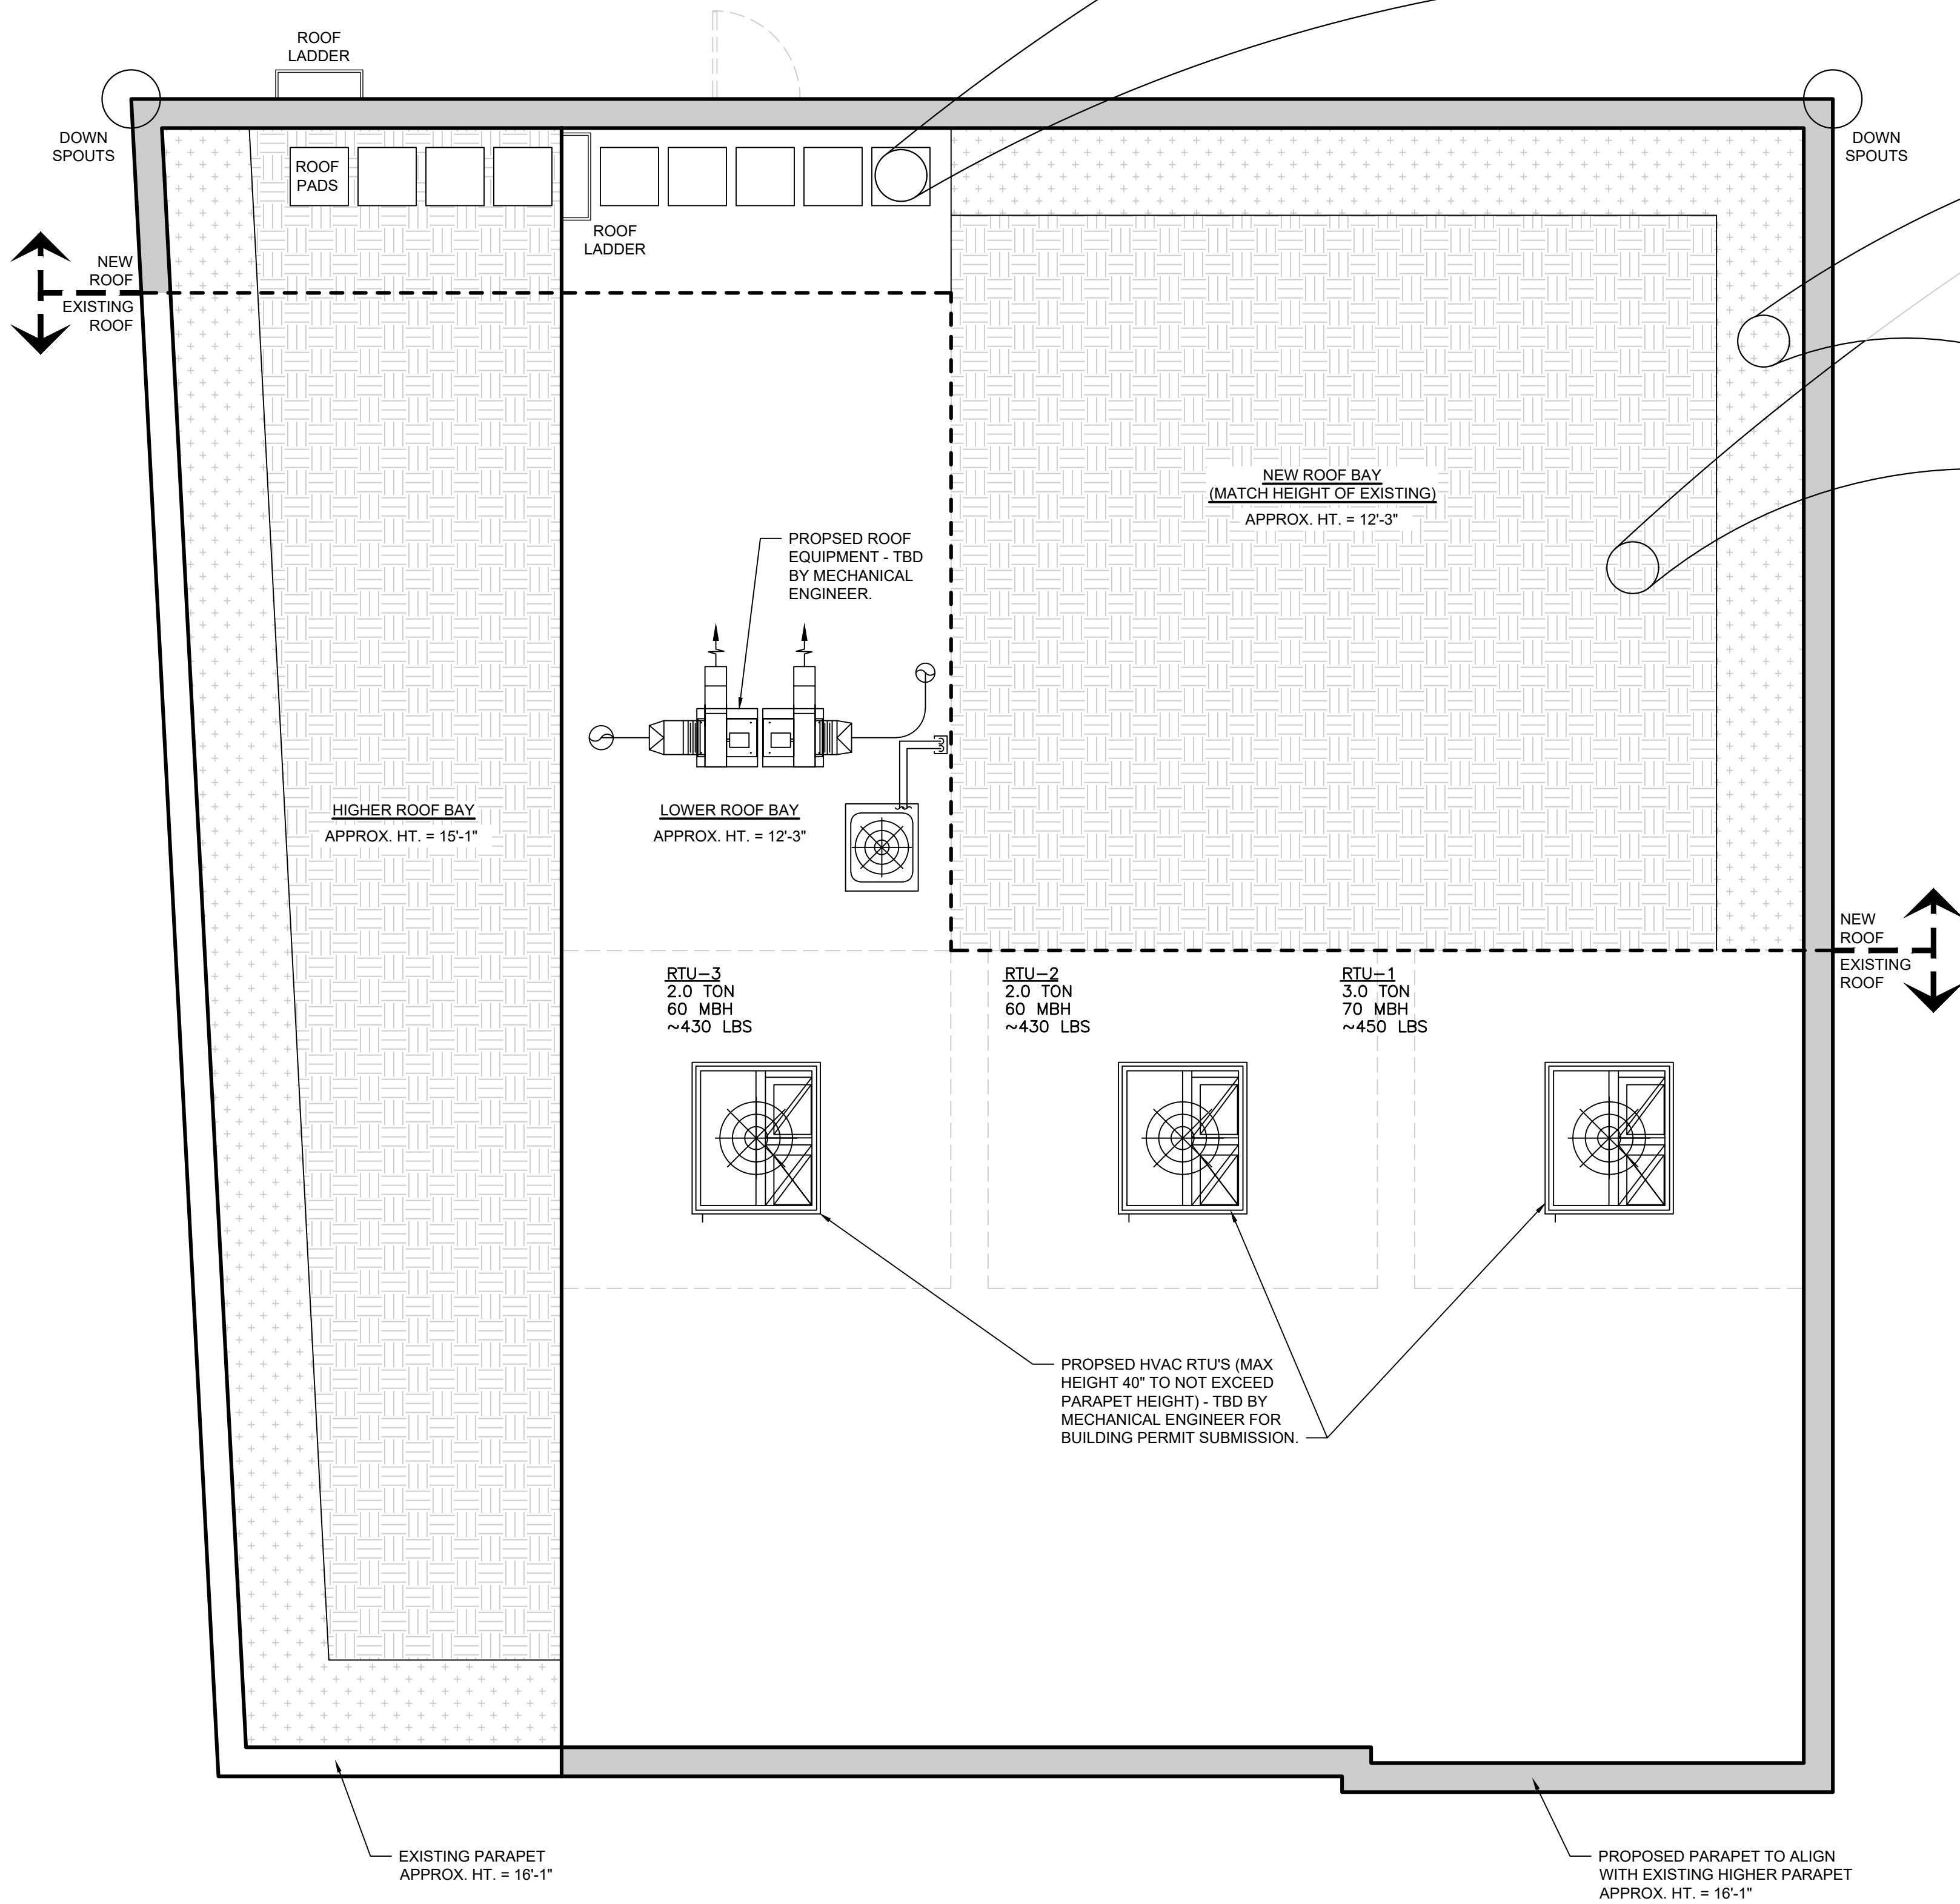 ROOF
LADDER
DOWN
SPOUTS
DOWN
SPOUTS
ROOF
PADS
ROOF
LADDER
NEW
ROOF
EXISTING
ROOF
NEW ROOF BAY
(MATCH HEIGHT OF EXISTING)
APPROX. HT. = 12'-3"
PROPSED ROOF
EQUIPMENT - TBD
BY MECHANICAL
ENGINEER.
HIGHER ROOF BAY
APPROX. HT. = 15'-1"
LOWER ROOF BAY
APPROX. HT. = 12'-3"
NEW
ROOF
EXISTING
ROOF
RTU-3
2.0 TON
60 MBH
~430 LBS
RTU-2
2.0 TON
60 MBH
~430 LBS
RTU-1
3.0 TON
70 MBH
~450 LBS
PROPSED HVAC RTU'S (MAX
HEIGHT 40" TO NOT EXCEED
PARAPET HEIGHT) - TBD BY
MECHANICAL ENGINEER FOR
BUILDING PERMIT SUBMISSION.
EXISTING PARAPET
APPROX. HT. = 16'-1"
PROPOSED PARAPET TO ALIGN
WITH EXISTING HIGHER PARAPET
APPROX. HT. = 16'-1"